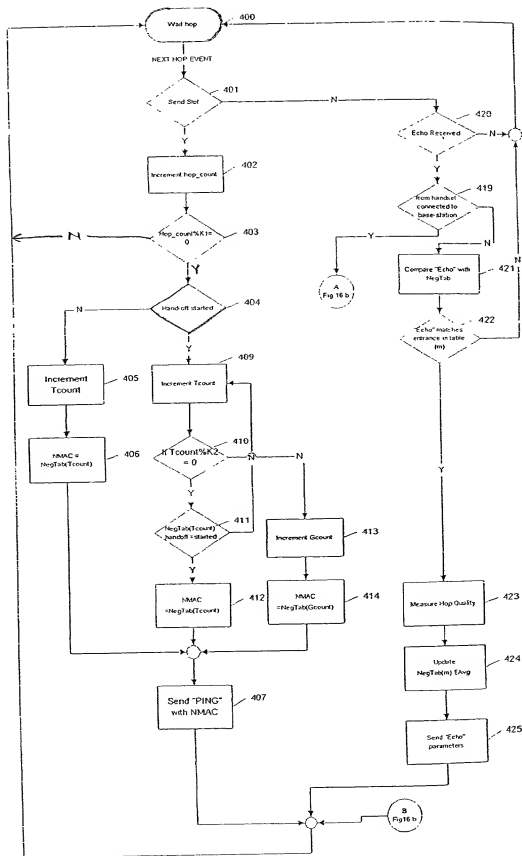 Wait hop
400
NEXT HOP EVENT
401
Send Slot
N
Y
420
Echo Received
N
402
Increment hop_count
419
from handset
connected to
base-station
N
Hop_count%K1=
0
403
Y
N
Y
A
Fig 16 b
Compare "Echo" with
NegTab
421
N
Hand-off started
404
N
Y
422
"Echo" matches
entrance in table
(m)
409
Increment
Tcount
405
Increment Tcount
410
If Tcount%K2
= 0
N
N
NMAC =
NegTab(Tcount)
406
Y
Y
411
NegTab(Tcount)
handoff =started
413
Increment Gcount
Y
NMAC
=NegTab(Tcount)
412
NMAC
=NegTab(Gcount)
414
Measure Hop Quality
423
Send "PING"
with NMAC
407
Update
NegTab(m)
424
Send "Echo"
parameters
425
B
Fig16 b